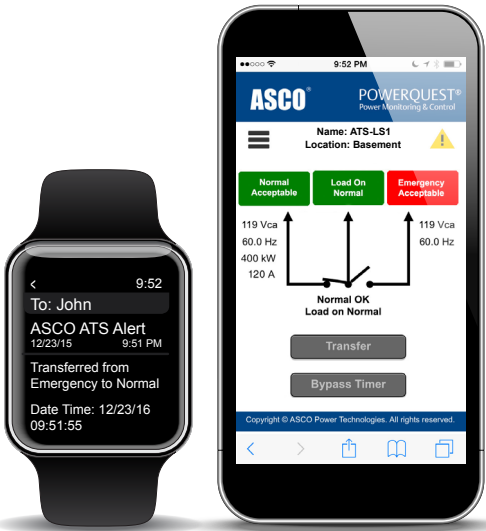 9:52
To: John
ASCO ATS Alert
12/23/15 9:51 PM
Transferred from
Emergency to Normal
Date Time: 12/23/16
09:51:55
9:52 PM
ASCO®
POWERQUEST®
Power Monitoring & Control
Name: ATS-LS1
Location: Basement
Normal
Acceptable
Load On
Normal
Emergency
Acceptable
119 Vca
60.0 Hz
400 kW
120 A
119 Vca
60.0 Hz
Normal OK
Load on Normal
Transfer
Bypass Timer
Copyright © ASCO Power Technologies. All rights reserved.